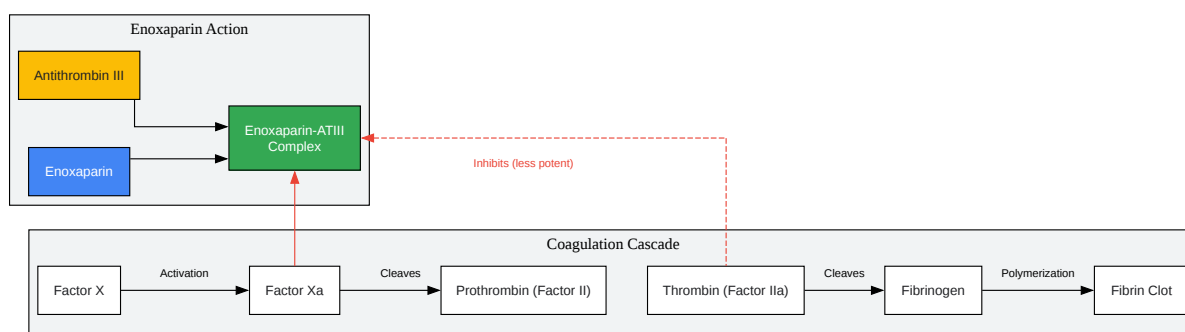 Enoxaparin Action
Antithrombin III
Enoxaparin-ATIII
Complex
Enoxaparin
Inhibits (less potent)
Coagulation Cascade
Factor X
Activation
Factor Xa
Cleaves
Prothrombin (Factor II)
Thrombin (Factor IIa)
Cleaves
Fibrinogen
Polymerization
Fibrin Clot